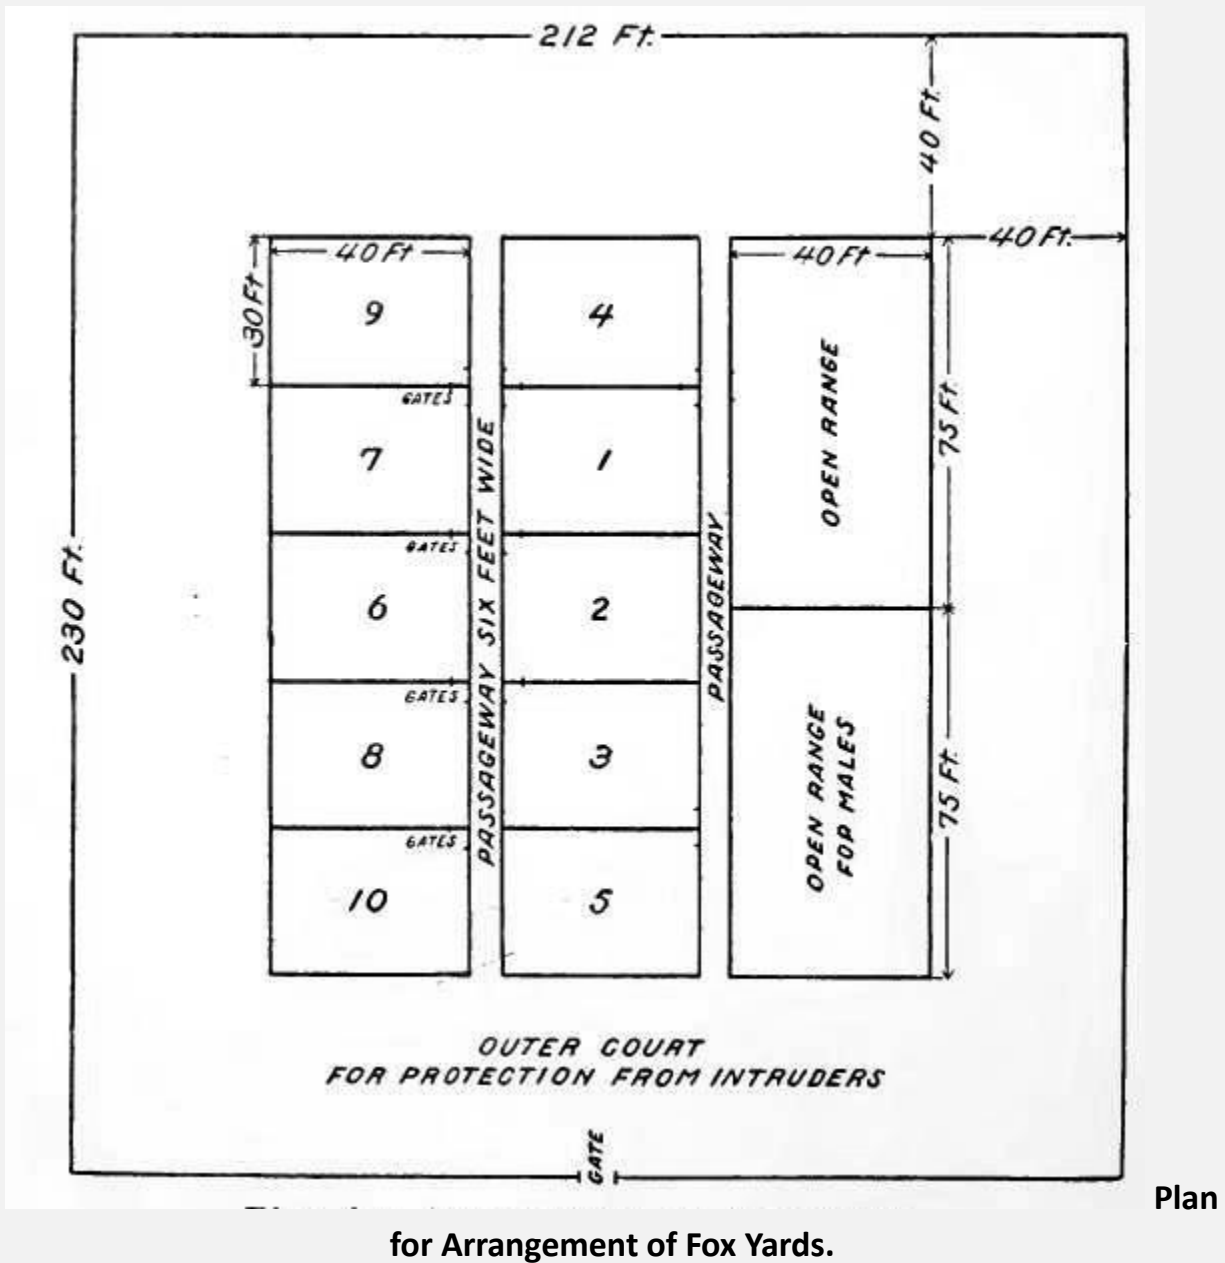 212 Ft.
40 Ft.
40 Ft.
40 Ft
40 Ft
30 Ft
9
4
GATES
7
1
OPEN RANGE
75 Ft.
230 Ft.
GATES
6
2
PASSAGEWAY SIX FEET WIDE
PASSAGEWAY
GATES
8
3
OPEN RANGE
FOR MALES
75 Ft.
GATES
10
5
OUTER COURT
FOR PROTECTION FROM INTRUDERS
GATE
Plan
for Arrangement of Fox Yards.